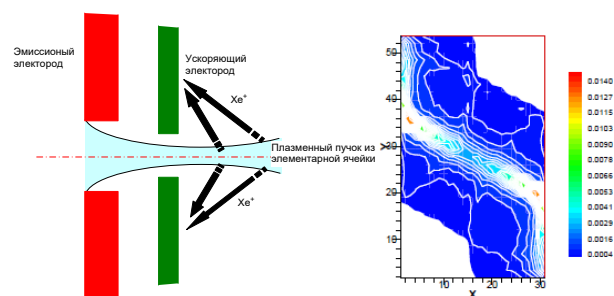 Эмиссионый
электород
Ускоряющий
электород
Xe+
Плазменный пучок из
элементарной ячейки
Xe+
50
40
30
20
10
Y
10
20
30
X
0.0140
0.0127
0.0115
0.0103
0.0090
0.0078
0.0066
0.0053
0.0041
0.0029
0.0016
0.0004